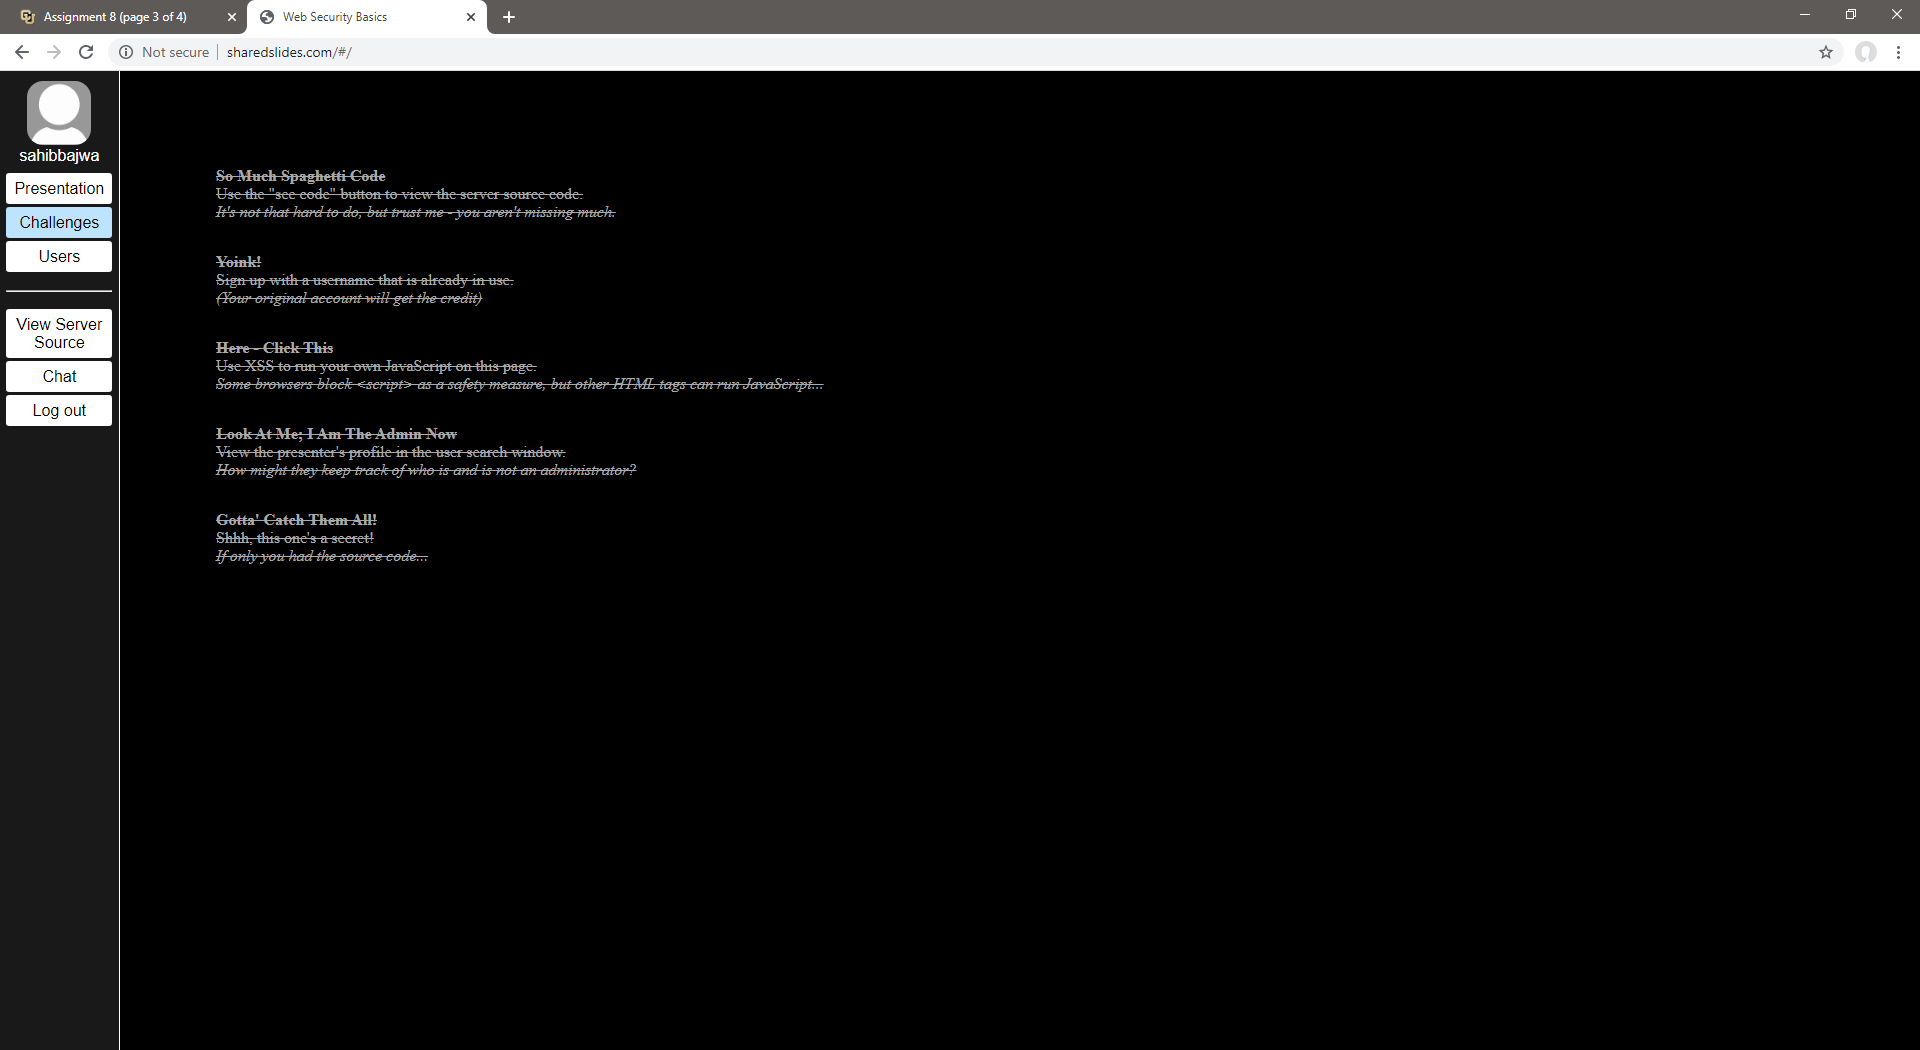 Assignment 8 (page 3 of 4)
Web Security Basics
Not secure
sharedslides.com/#/
sahibbajwa
Presentation
Challenges
Users
View Server
Source
Chat
Log out
So Much Spaghetti Code
Use the "see code" button to view the server source code.
It's not that hard to do, but trust me - you aren't missing much.
Yoink!
Sign up with a username that is already in use.
(Your original account will get the credit)
Here - Click This
Use XSS to run your own JavaScript on this page.
Some browsers block <script> as a safety measure, but other HTML tags can run JavaScript...
Look At Me; I Am The Admin Now
View the presenter's profile in the user search window.
How might they keep track of who is and is not an administrator?
Gotta' Catch Them All!
Shhh, this one's a secret!
If only you had the source code...